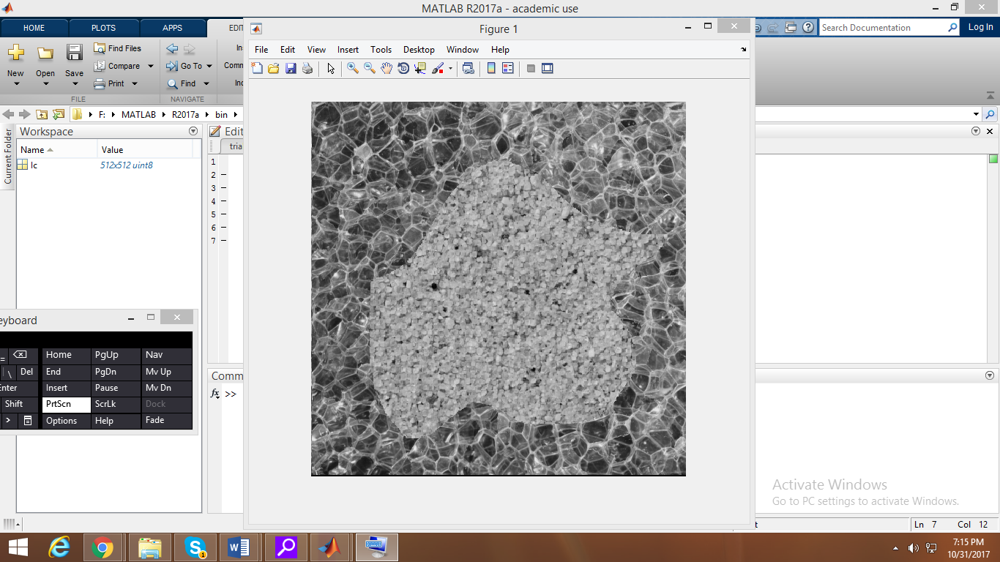 MATLAB R2017a - academic use
HOME PLOTS APPS EDI
Search Documentation Log In
New Open Save Find Files Compare Print Go To Find Ins Comm Inc
FILE NAVIGATE
F: MATLAB R2017a bin
Current Folder
Workspace
Name Value
Ic 512x512 uint8
Edit
tria
1
2 –
3 –
4 –
5 –
6 –
7 –
Comm
fx >>
Figure 1
File Edit View Insert Tools Desktop Window Help
eyboard
= Home PgUp Nav
\ Del End PgDn Mv Up
Enter Insert Pause Mv Dn
Shift PrtScn ScrLk Dock
> Options Help Fade
Activate Windows
Go to PC settings to activate Windows.
t Ln 7 Col 12
1
7:15 PM
10/31/2017